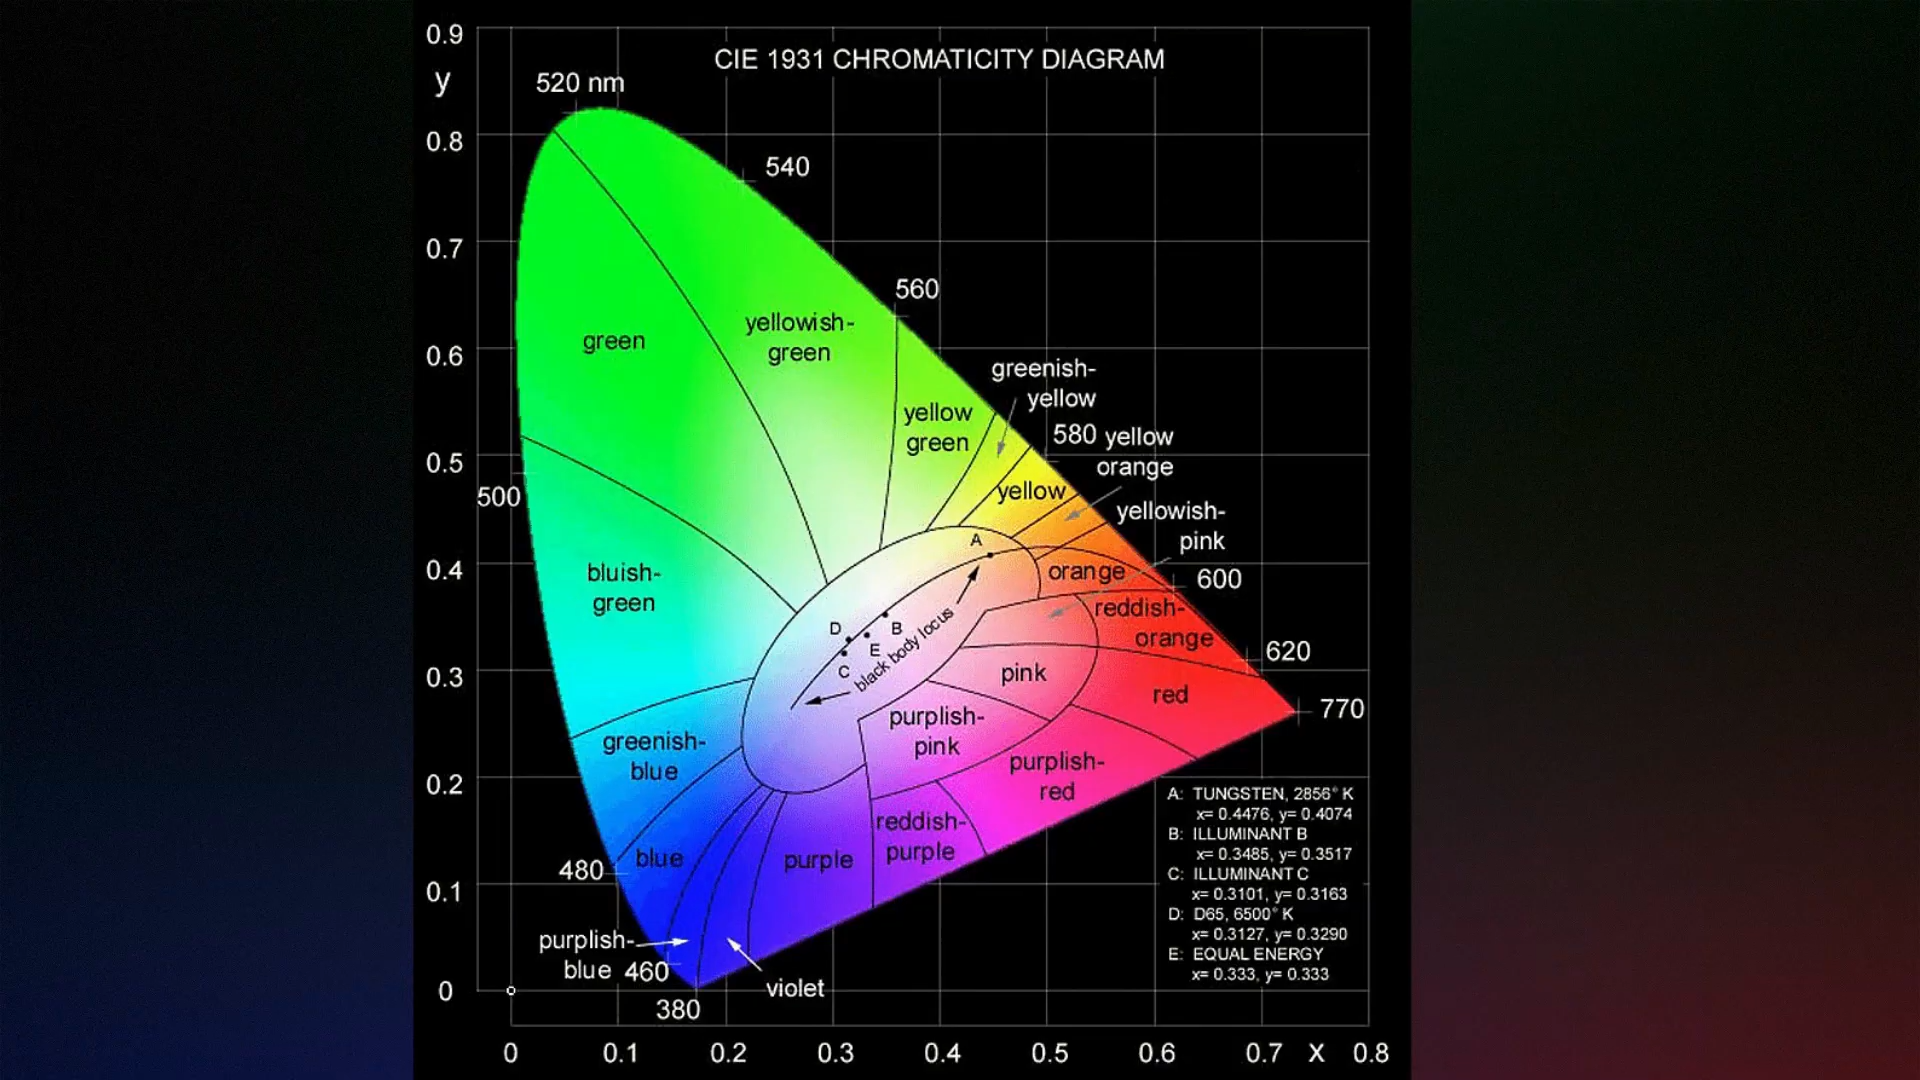 CIE 1931 CHROMATICITY DIAGRAM
0.9
y
520 nm
0.8
540
0.7
560
yellowish-
green
green
0.6
greenish-
yellow
yellow
green
580
yellow
orange
0.5
500
yellow
yellowish-
pink
A
0.4
bluish-
green
orange
600
reddish-
orange
D
B
E
C
black body locus
620
0.3
pink
red
770
purplish-
pink
greenish-
blue
purplish-
red
0.2
reddish-
purple
blue
purple
480
0.1
purplish-
blue
460
violet
0
380
A: TUNGSTEN, 2856° K
x= 0.4476, y= 0.4074
B: ILLUMINANT B
x= 0.3485, y= 0.3517
C: ILLUMINANT C
x= 0.3101, y= 0.3163
D: D65, 6500° K
x= 0.3127, y= 0.3290
E: EQUAL ENERGY
x= 0.333, y= 0.333
0 0.1 0.2 0.3 0.4 0.5 0.6 0.7 X 0.8